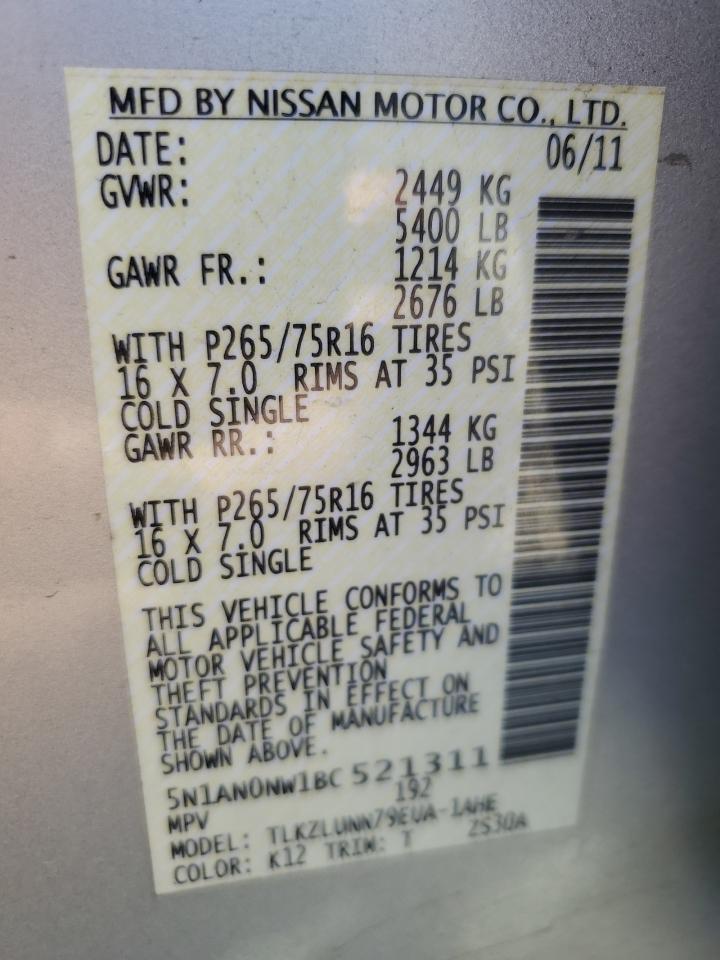 MFD BY NISSAN MOTOR CO., LTD.
DATE: 06/11
GVWR: 2449 KG
5400 LB
GAWR FR.: 1214 KG
2676 LB
WITH P265/75R16 TIRES
16 X 7.0 RIMS AT 35 PSI
COLD SINGLE
GAWR RR.: 1344 KG
2963 LB
WITH P265/75R16 TIRES
16 X 7.0 RIMS AT 35 PSI
COLD SINGLE
THIS VEHICLE CONFORMS TO
ALL APPLICABLE FEDERAL
MOTOR VEHICLE SAFETY AND
THEFT PREVENTION
STANDARDS IN EFFECT ON
THE DATE OF MANUFACTURE
SHOWN ABOVE.
5N1AN0NW1BC 521311
MPV 192
MODEL: TLKZLUNN79EUA-1AHE
COLOR: K12 TRIM: T 2S30A